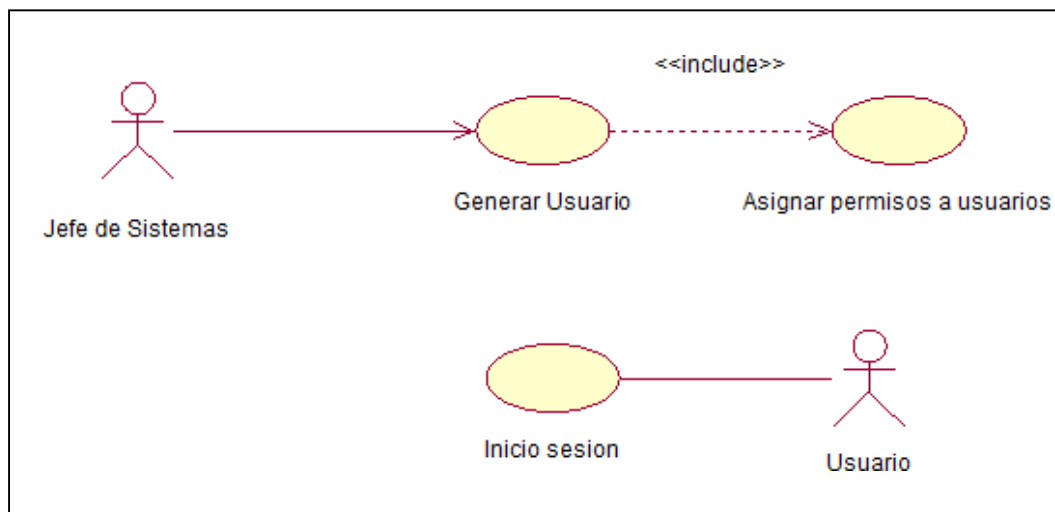 <<include>>
Generar Usuario
Asignar permisos a usuarios
Jefe de Sistemas
Inicio sesion
Usuario